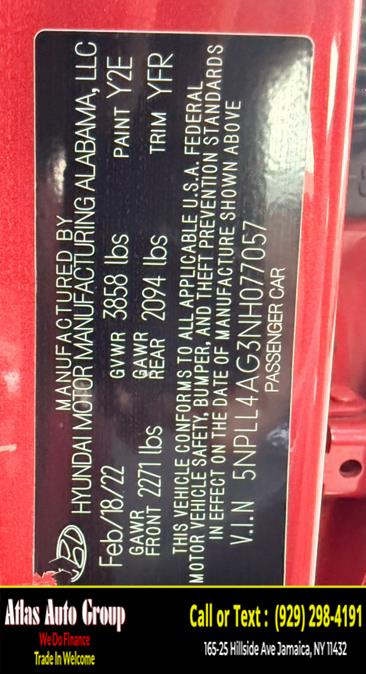 MANUFACTURED BY
HYUNDAI MOTOR MANUFACTURING ALABAMA, LLC
Feb/18/22 GVWR 3858 lbs PAINT Y2E
GAWR FRONT 2271 lbs GAWR REAR 2094 lbs TRIM YFR
THIS VEHICLE CONFORMS TO ALL APPLICABLE U.S.A. FEDERAL
MOTOR VEHICLE SAFETY, BUMPER, AND THEFT PREVENTION STANDARDS
IN EFFECT ON THE DATE OF MANUFACTURE SHOWN ABOVE
V.I.N 5NPLL4AG3NH077057
PASSENGER CAR
Atlas Auto Group
We Do Finance
Trade In Welcome
Call or Text : (929) 298-4191
165-25 Hillside Ave Jamaica, NY 11432